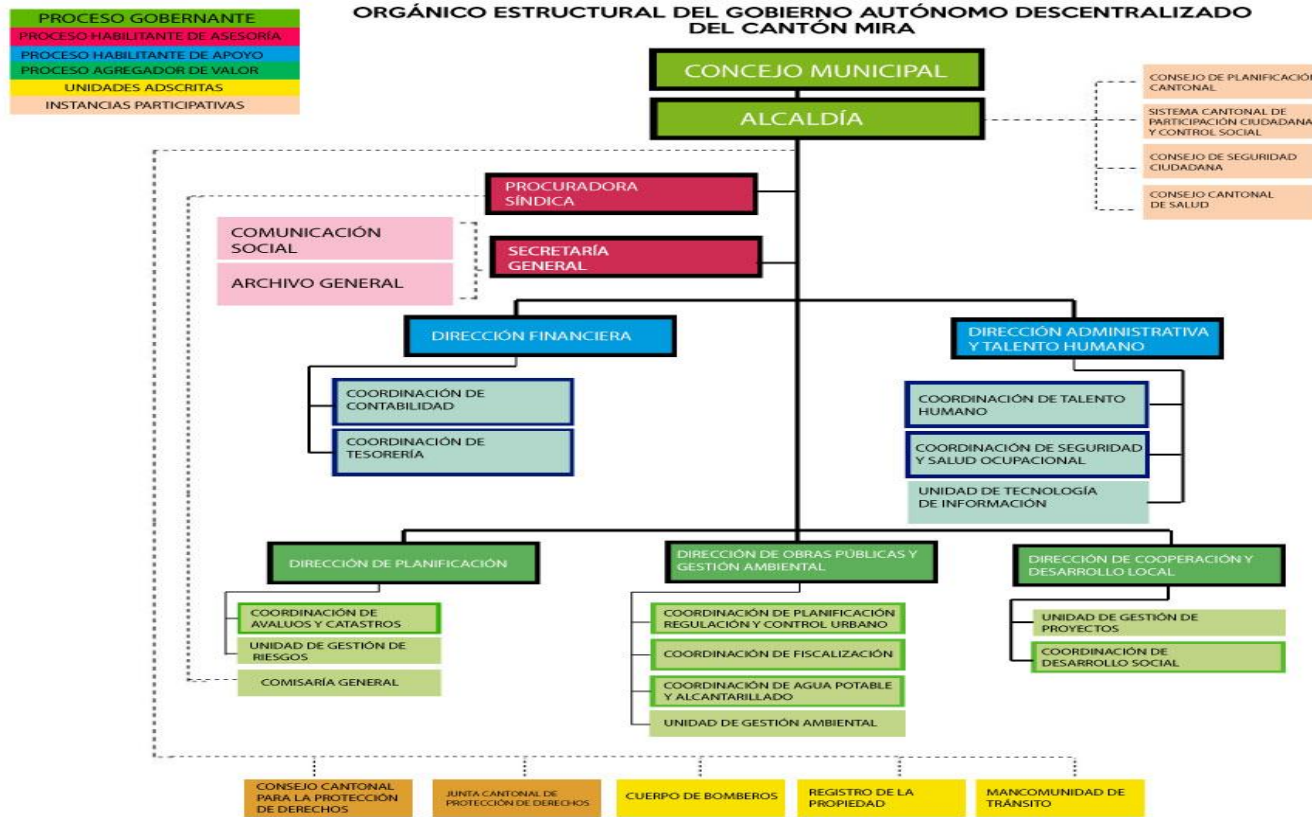 PROCESO GOBERNANTE
PROCESO HABILITANTE DE ASESORÍA
PROCESO HABILITANTE DE APOYO
PROCESO AGREGADOR DE VALOR
UNIDADES ADSCRITAS
INSTANCIAS PARTICIPATIVAS
ORGÁNICO ESTRUCTURAL DEL GOBIERNO AUTÓNOMO DESCENTRALIZADO
DEL CANTÓN MIRA
CONCEJO MUNICIPAL
ALCALDÍA
CONSEJO DE PLANIFICACIÓN
CANTONAL
SISTEMA CANTONAL DE
PARTICIPACIÓN CIUDADANA
Y CONTROL SOCIAL
CONSEJO DE SEGURIDAD
CIUDADANA
CONSEJO CANTONAL
DE SALUD
PROCURADORA
SÍNDICA
COMUNICACIÓN
SOCIAL
ARCHIVO GENERAL
SECRETARÍA
GENERAL
DIRECCIÓN FINANCIERA
DIRECCIÓN ADMINISTRATIVA
Y TALENTO HUMANO
COORDINACIÓN DE
CONTABILIDAD
COORDINACIÓN DE
TESORERÍA
COORDINACIÓN DE TALENTO
HUMANO
COORDINACIÓN DE SEGURIDAD
Y SALUD OCUPACIONAL
UNIDAD DE TECNOLOGÍA
DE INFORMACIÓN
DIRECCIÓN DE PLANIFICACIÓN
DIRECCIÓN DE OBRAS PÚBLICAS Y
GESTIÓN AMBIENTAL
DIRECCIÓN DE COOPERACIÓN Y
DESARROLLO LOCAL
COORDINACIÓN DE
AVALUOS Y CATASTROS
UNIDAD DE GESTIÓN DE
RIESGOS
COMISARÍA GENERAL
COORDINACIÓN DE PLANIFICACIÓN
REGULACIÓN Y CONTROL URBANO
COORDINACIÓN DE FISCALIZACIÓN
COORDINACIÓN DE AGUA POTABLE
Y ALCANTARILLADO
UNIDAD DE GESTIÓN AMBIENTAL
UNIDAD DE GESTIÓN DE
PROYECTOS
COORDINACIÓN DE
DESARROLLO SOCIAL
CONSEJO CANTONAL
PARA LA PROTECCIÓN
DE DERECHOS
JUNTA CANTONAL DE
PROTECCIÓN DE DERECHOS
CUERPO DE BOMBEROS
REGISTRO DE LA
PROPIEDAD
MANCOMUNIDAD DE
TRÁNSITO